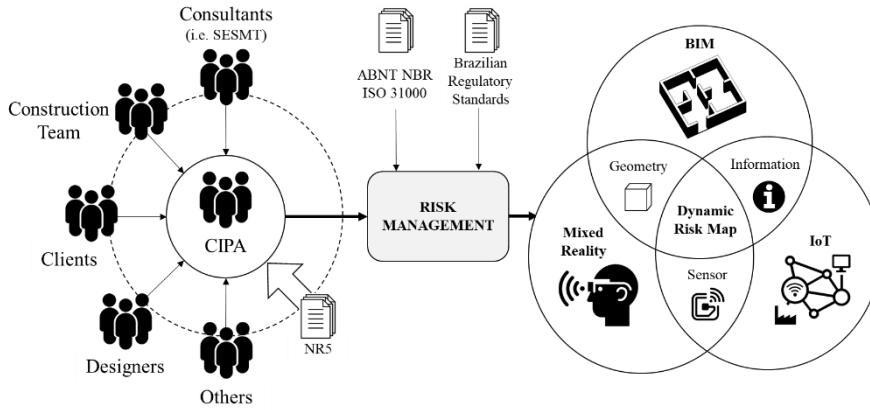 Consultants
(i.e. SESMT)
Construction
Team
Clients
CIPA
Designers
Others
NR5
ABNT NBR
ISO 31000
Brazilian
Regulatory
Standards
RISK
MANAGEMENT
BIM
Geometry
Information
Dynamic
Risk Map
Mixed
Reality
IoT
Sensor